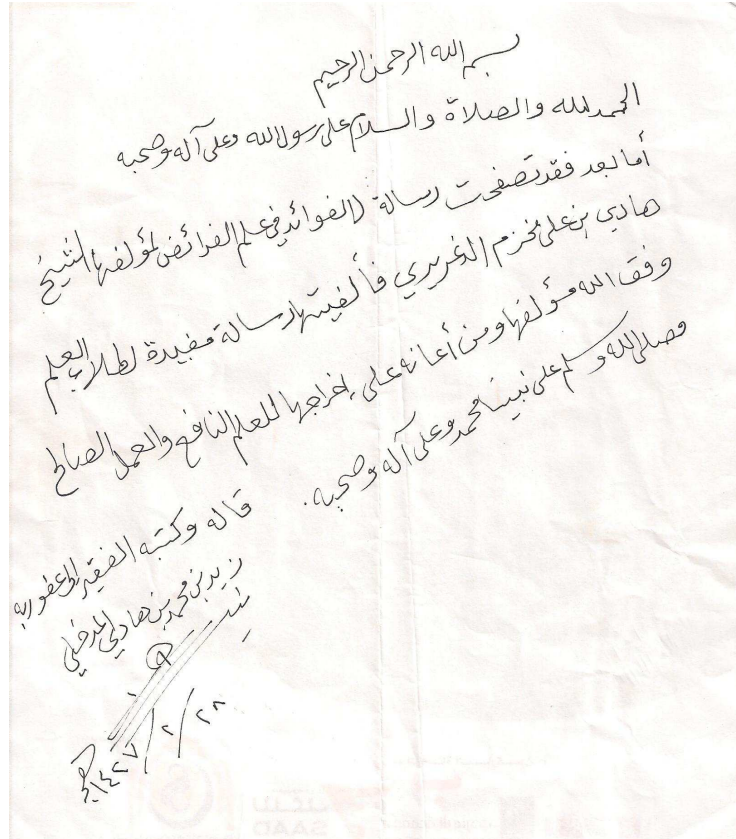 بسم الله الرحمن الرحيم
الحمد لله والصلاة والسلام على رسول الله وعلى آله وصحبه
أما بعد فقد تصفحت رسالة (الفوائد في علم الفرائض لمؤلفها الشيخ
هادي بن علي مخزم الغريري فألفيتها رسالة مفيدة لطلاب العلم
وفق الله مؤلفها ومن أعانه على إخراجها للعلم النافع والعمل الصالح
وصلى الله وسلم على نبينا محمد وعلى آله وصحبه.
قاله وكتبه الفقير إلى عفو ربه
زيد بن محمد بن هادي المدخلي
٢٨/٢/١٤٢٧هـ
SAAD